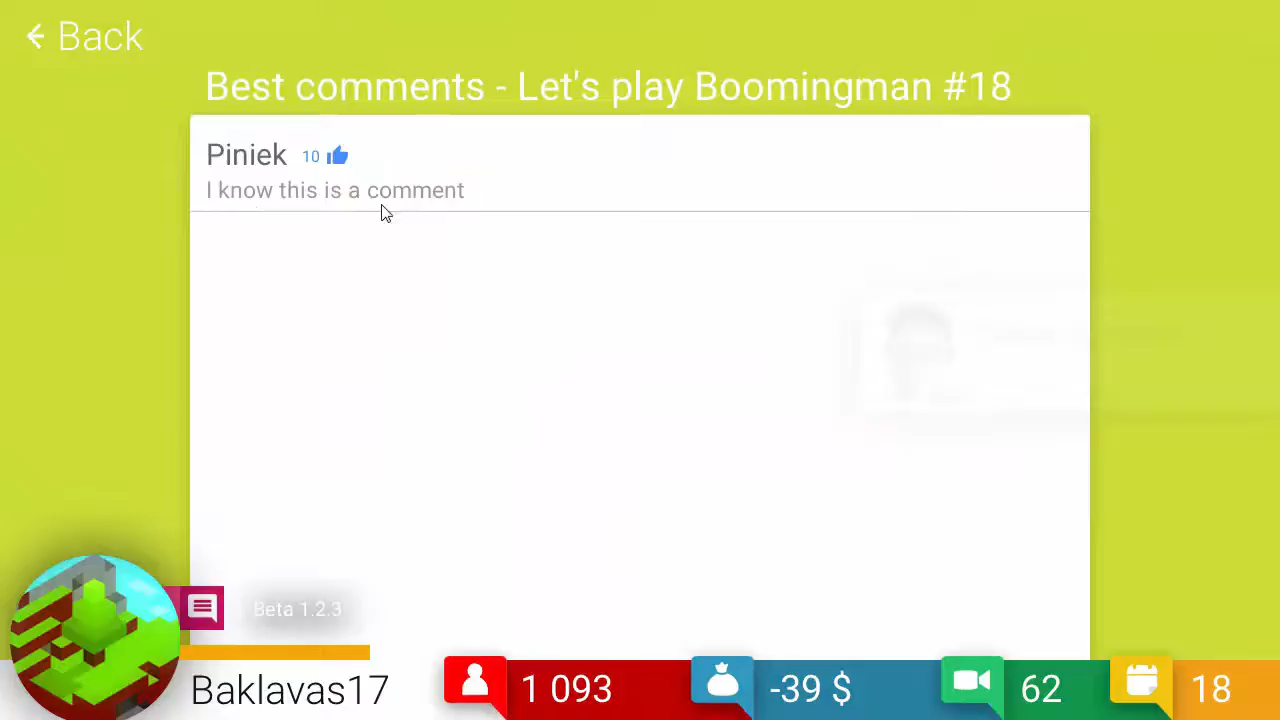 Back
Best comments - Let's play Boomingman #18
Piniek 10
I know this is a comment
Beta 1.2.3
Baklavas17
1 093
-39 $
62
18